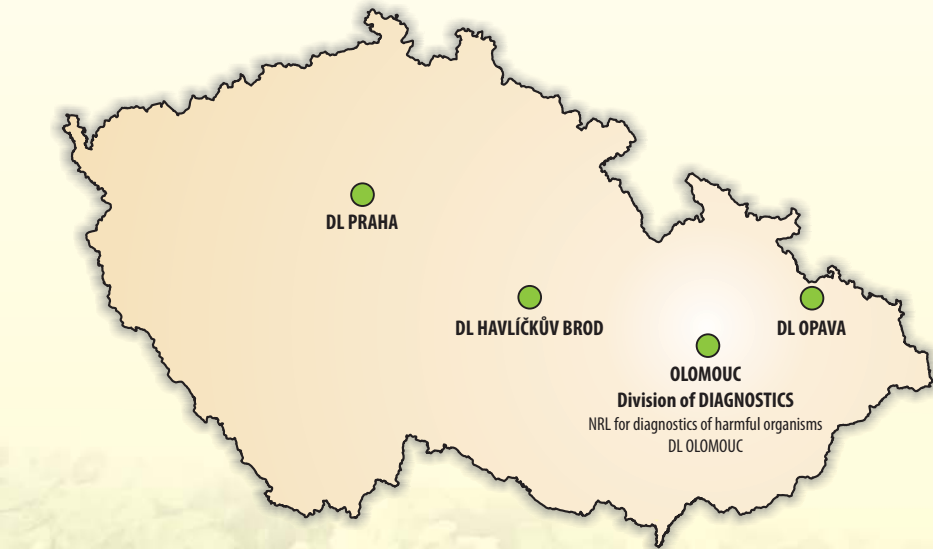 DL PRAHA
DL HAVLÍČKŮV BROD
DL OPAVA
OLOMOUC
Division of DIAGNOSTICS
NRL for diagnostics of harmful organisms
DL OLOMOUC